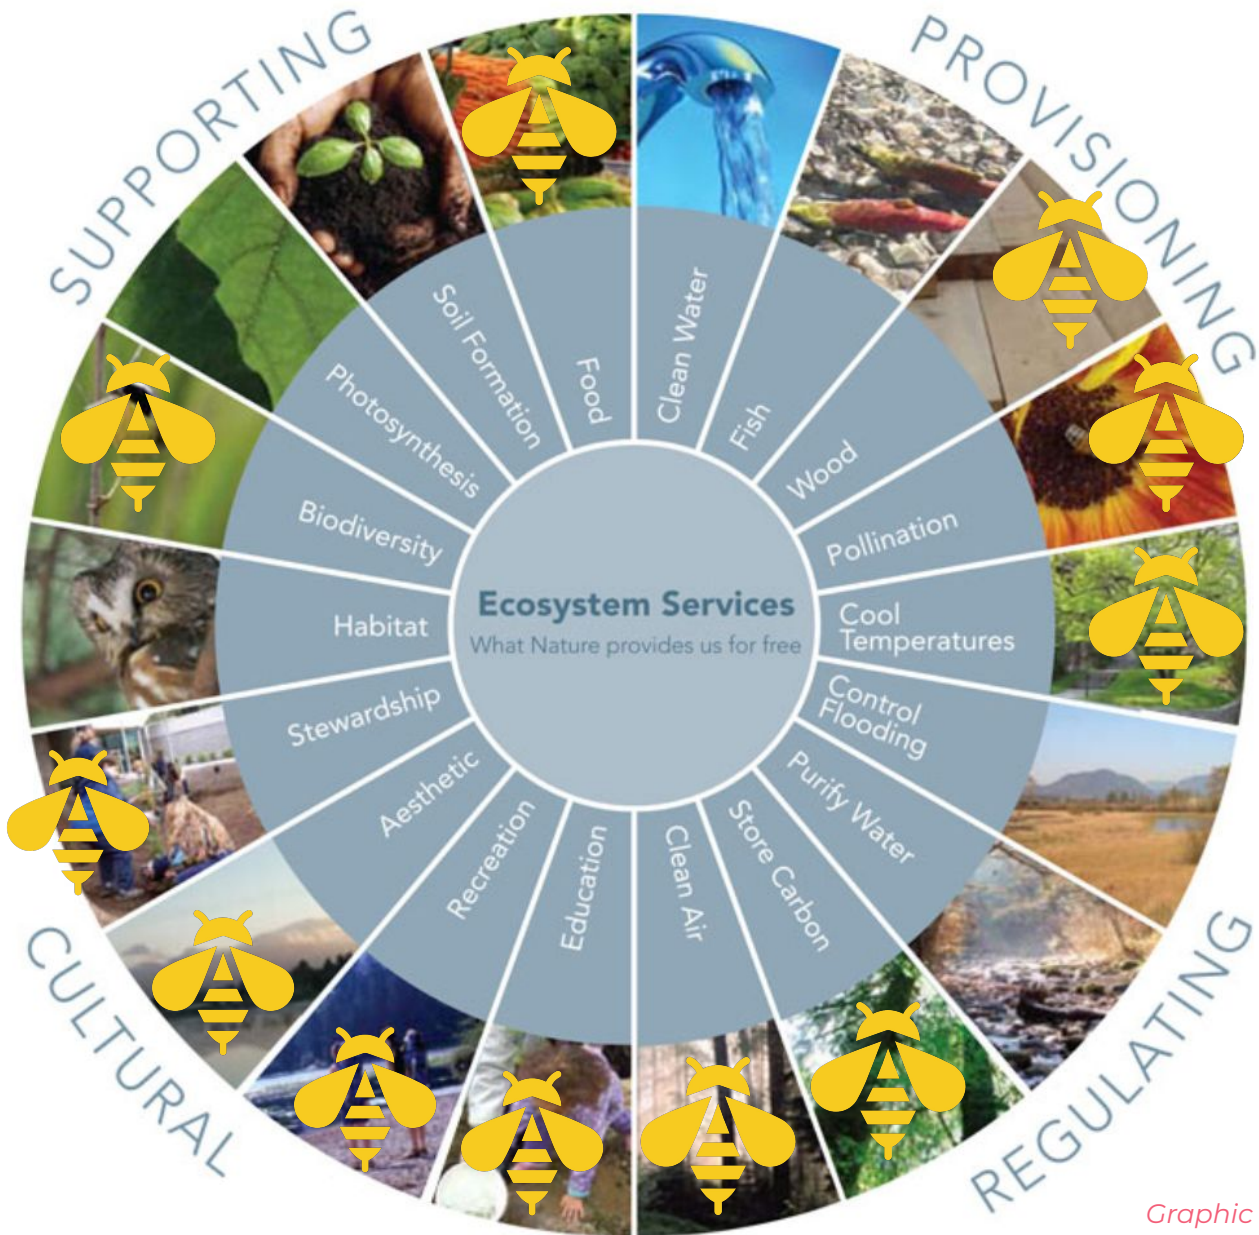 SUPPORTING
PROVISIONING
Soil Formation
Food
Clean Water
Fish
Wood
Pollination
Photosynthesis
Biodiversity
Habitat
Ecosystem Services
What Nature provides us for free
Cool
Temperatures
Control
Flooding
Purify Water
Store Carbon
Clean Air
Education
Recreation
Aesthetic
Stewardship
CULTURAL
REGULATING
Graphic